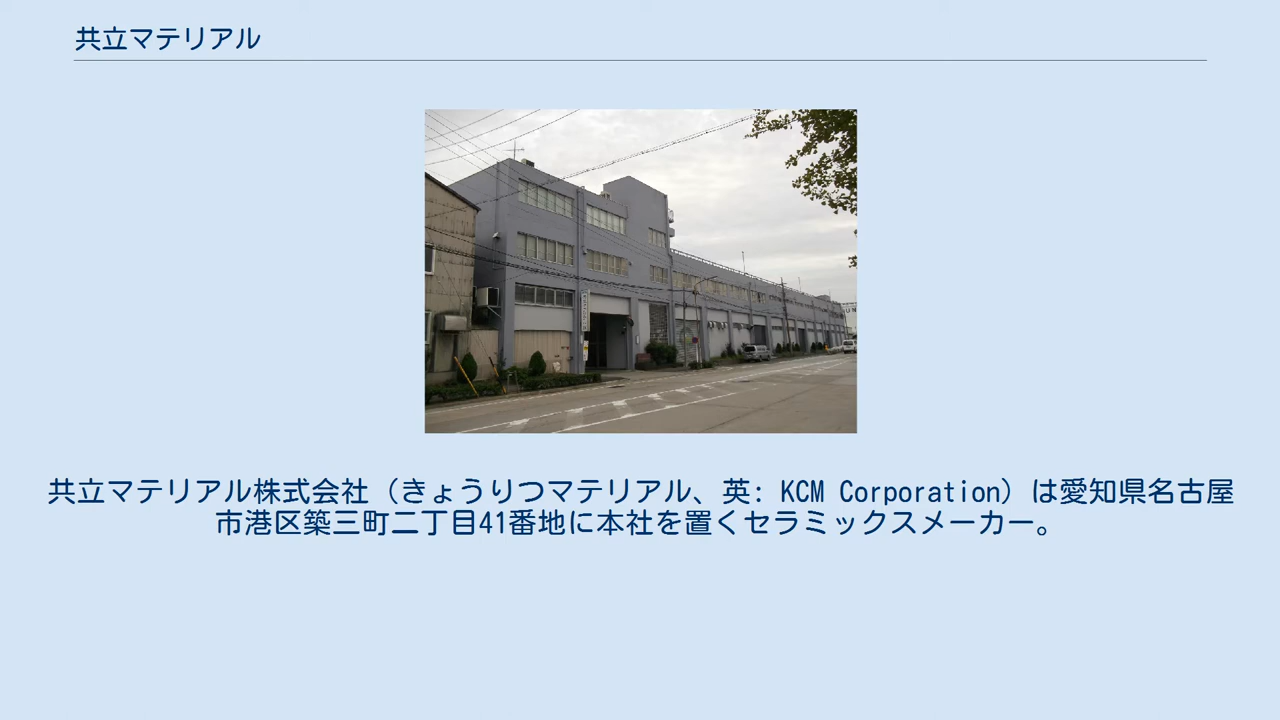 共立マテリアル
共立マテリアル株式会社（きょうりつマテリアル、英: KCM Corporation）は愛知県名古屋
市港区築三町二丁目41番地に本社を置くセラミックスメーカー。